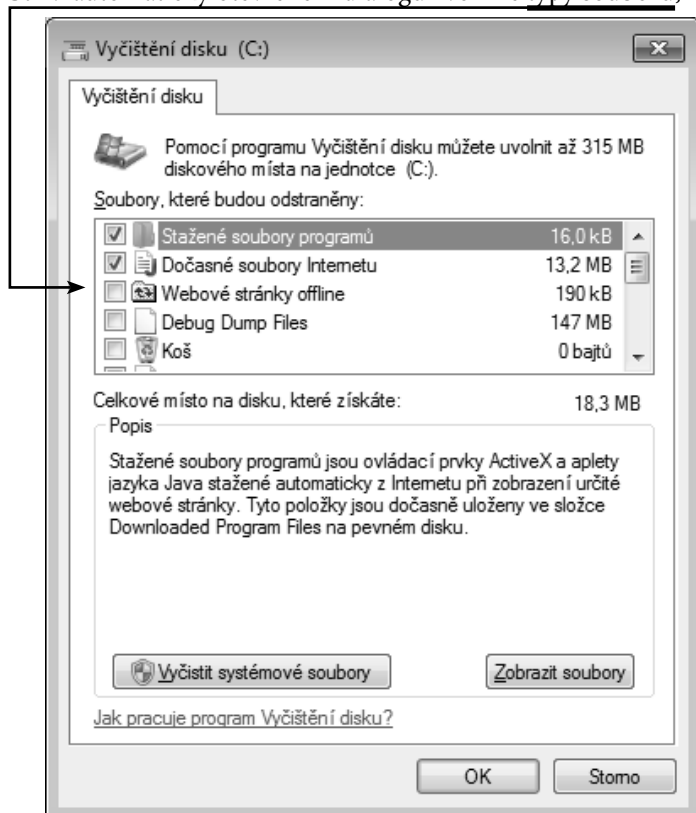 typy souborů,
Vyčištění disku (C:)
Vyčištění disku
Pomocí programu Vyčištění disku můžete uvolnit až 315 MB
diskového místa na jednotce (C:).
Soubory, které budou odstraněny:
Stažené soubory programů 16,0 kB
Dočasné soubory Internetu 13,2 MB
Webové stránky offline 190 kB
Debug Dump Files 147 MB
Koš 0 bajtů
Celkové místo na disku, které získáte: 18,3 MB
Popis
Stažené soubory programů jsou ovládací prvky ActiveX a aplety
jazyka Java stažené automaticky z Internetu při zobrazení určité
webové stránky. Tyto položky jsou dočasně uloženy ve složce
Downloaded Program Files na pevném disku.
Vyčistit systémové soubory Zobrazit soubory
Jak pracuje program Vyčištění disku?
OK Storno